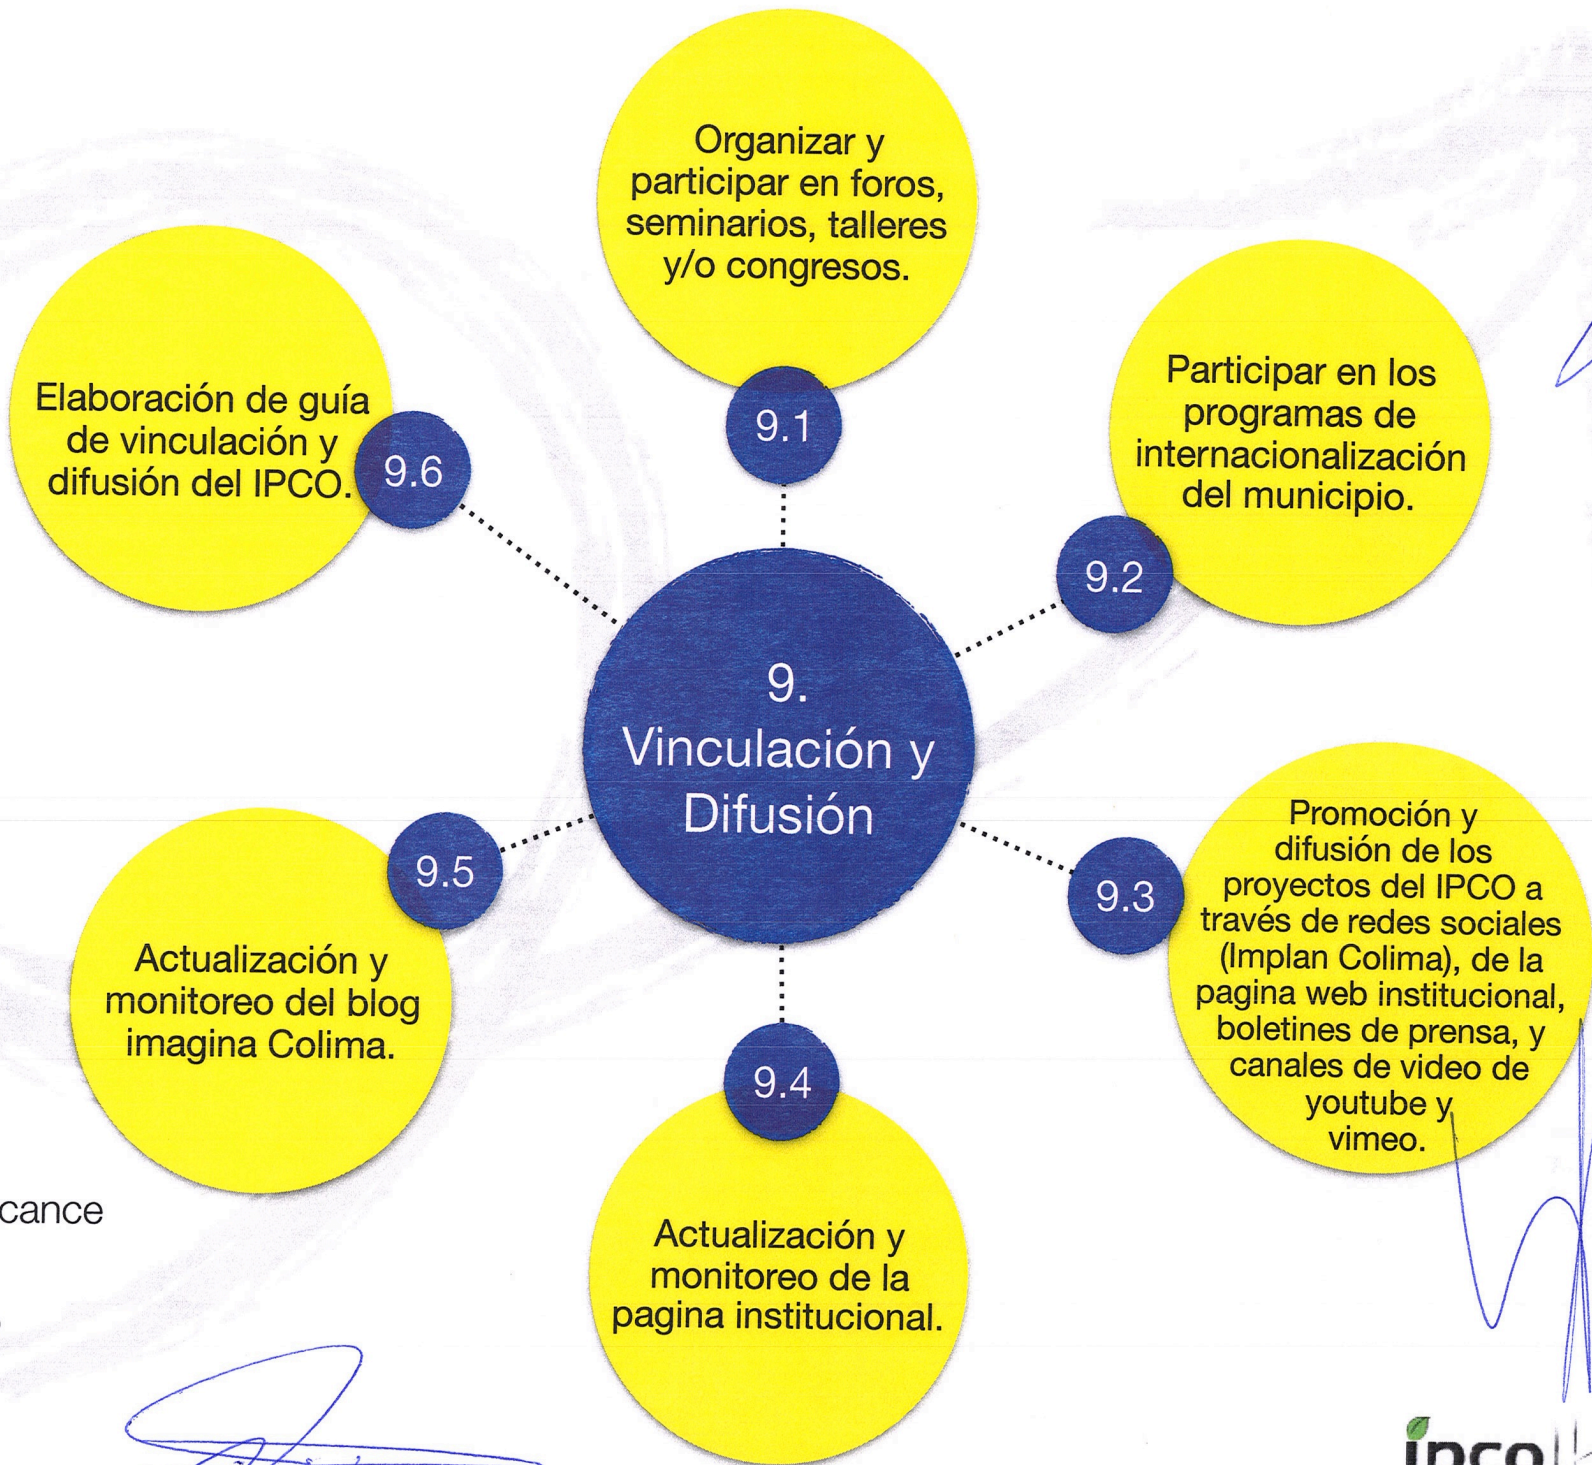 Organizar y
participar en foros,
seminarios, talleres
y/o congresos.
9.1
Participar en los
programas de
internacionalización
del municipio.
9.2
Elaboración de guía
de vinculación y
difusión del IPCO.
9.6
9.
Vinculación y
Difusión
Promoción y
difusión de los
proyectos del IPCO a
través de redes sociales
(Implan Colima), de la
pagina web institucional,
boletines de prensa, y
canales de video de
youtube y
vimeo.
9.3
9.5
Actualización y
monitoreo del blog
imagina Colima.
9.4
Actualización y
monitoreo de la
pagina institucional.
cance
ipco